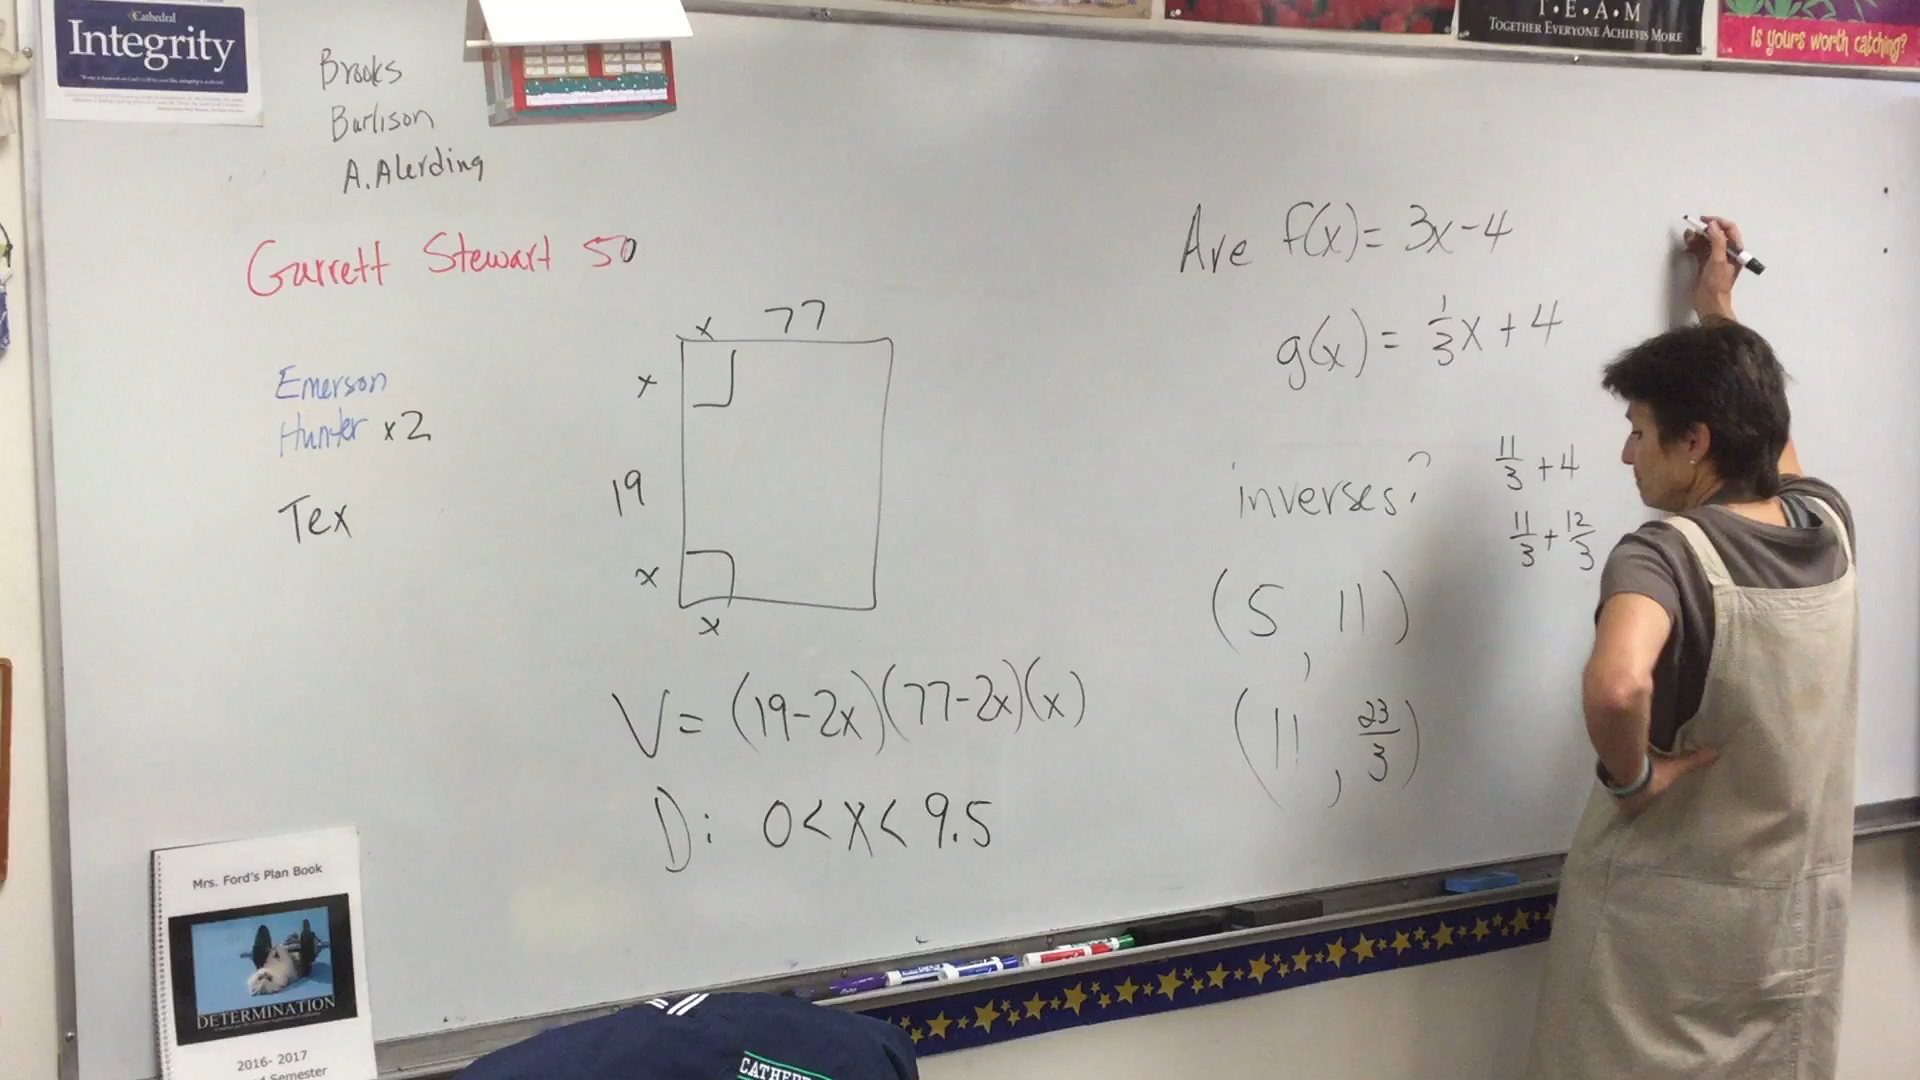 Cathedral
Integrity
Brooks
Burlison
A. Alerding
Garrett Stewart 50
Emerson
Hunter x2
Tex
x 77
x
19
x
x
V = (19-2x)(77-2x)(x)
D: 0 < x < 9.5
T·E·A·M
TOGETHER EVERYONE ACHIEVES MORE
Is yours worth catching?
Are f(x) = 3x-4
g(x) = 1/3 x + 4
inverses?
11/3 + 4
11/3 + 12/3
(5, 11)
(11, 23/3)
Mrs. Ford's Plan Book
DETERMINATION
2016- 2017
Semester